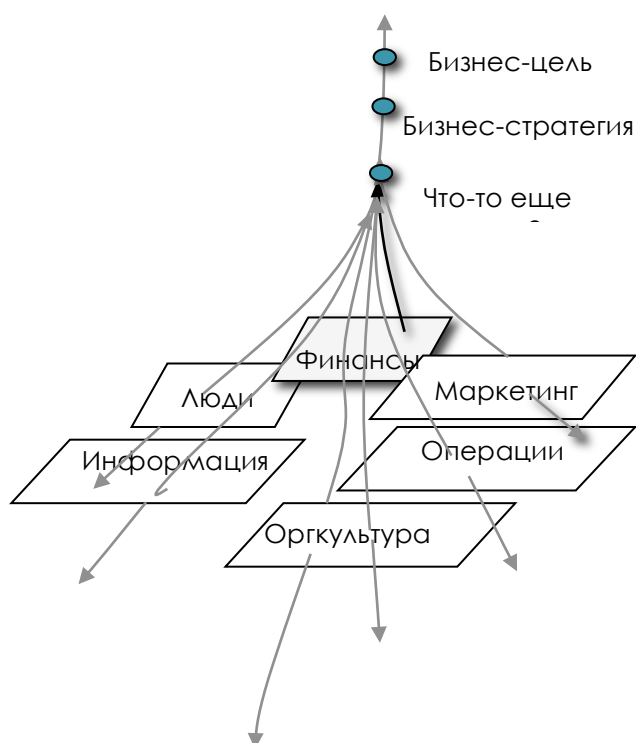 Бизнес-цель
Бизнес-стратегия
Что-то еще
Финансы
Люди
Маркетинг
Информация
Операции
Оргкультура